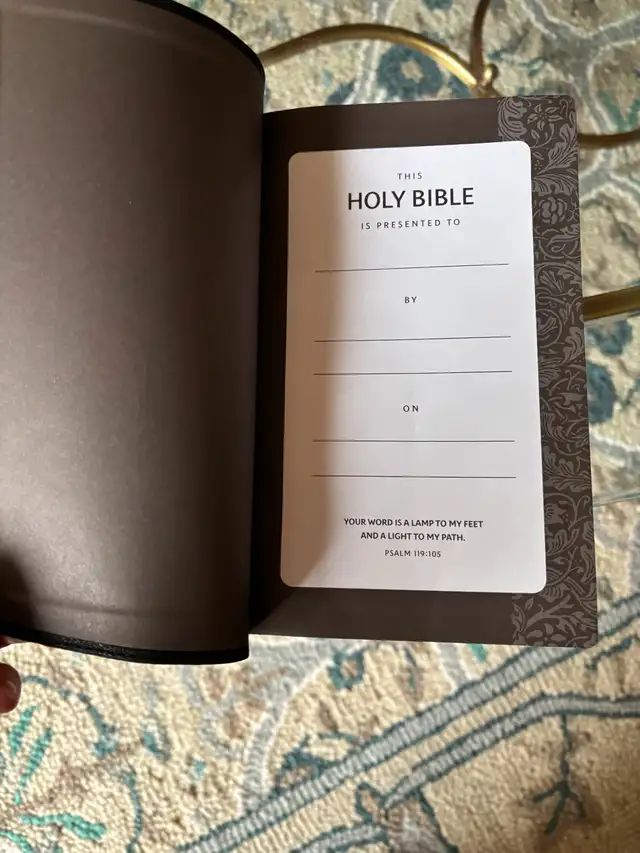 THIS
HOLY BIBLE
IS PRESENTED TO
BY
ON
YOUR WORD IS A LAMP TO MY FEET
AND A LIGHT TO MY PATH.
PSALM 119:105